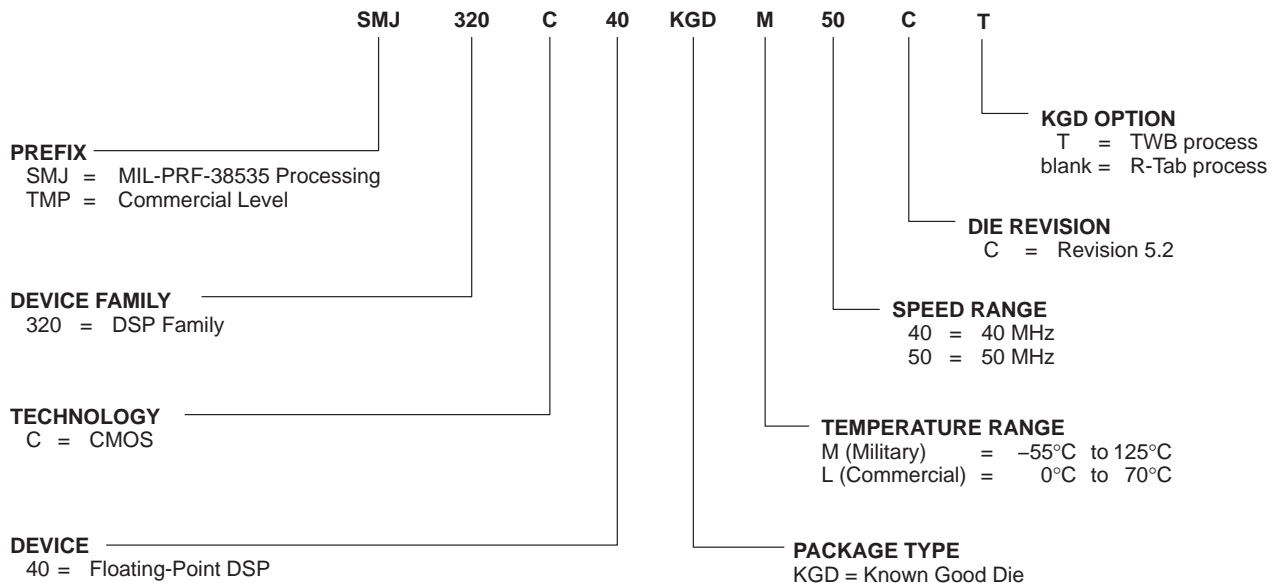 SMJ 320 C 40 KGD M 50 C T
KGD OPTION
T = TWB process
blank = R-Tab process
PREFIX
SMJ = MIL-PRF-38535 Processing
TMP = Commercial Level
DIE REVISION
C = Revision 5.2
DEVICE FAMILY
320 = DSP Family
SPEED RANGE
40 = 40 MHz
50 = 50 MHz
TECHNOLOGY
C = CMOS
TEMPERATURE RANGE
M (Military) = –55°C to 125°C
L (Commercial) = 0°C to 70°C
DEVICE
40 = Floating-Point DSP
PACKAGE TYPE
KGD = Known Good Die